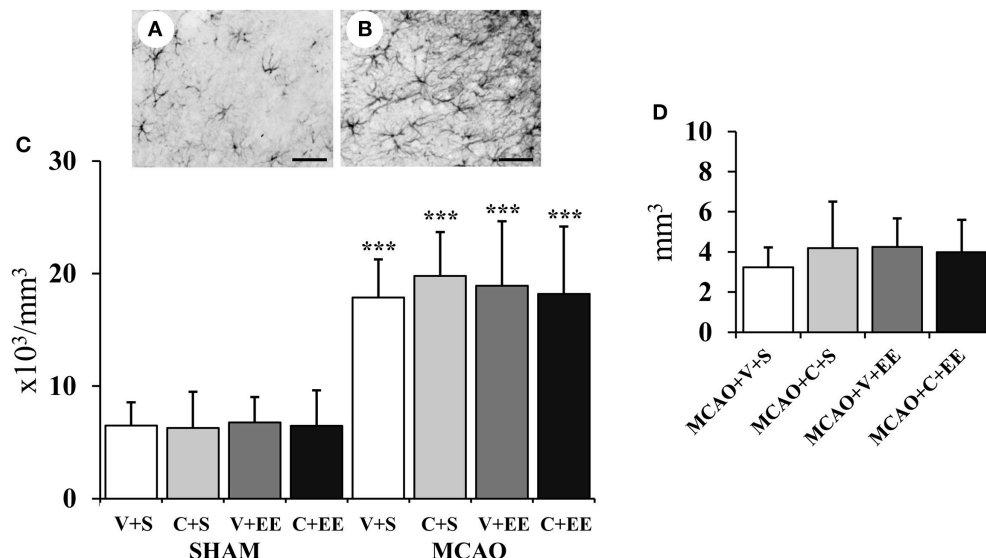 A
B
C
30
20
10
0
x10³/mm³
*** *** *** ***
V+S C+S V+EE C+EE V+S C+S V+EE C+EE
SHAM MCAO
D
10
8
6
4
2
0
mm³
MCAO+V+S
MCAO+C+S
MCAO+V+EE
MCAO+C+EE